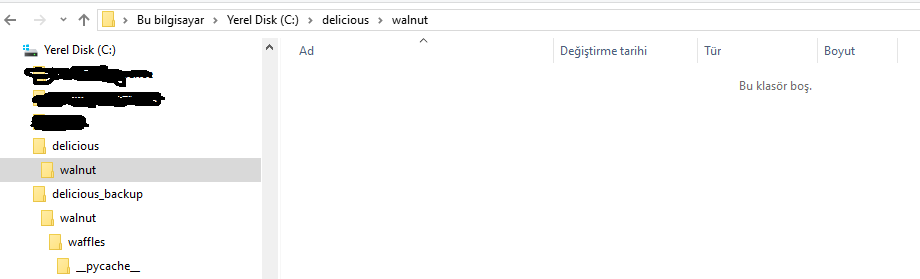 Bu bilgisayar > Yerel Disk (C:) > delicious > walnut
Yerel Disk (C:)
delicious
walnut
delicious_backup
walnut
waffles
__pycache__
Ad Değiştirme tarihi Tür Boyut
Bu klasör boş.